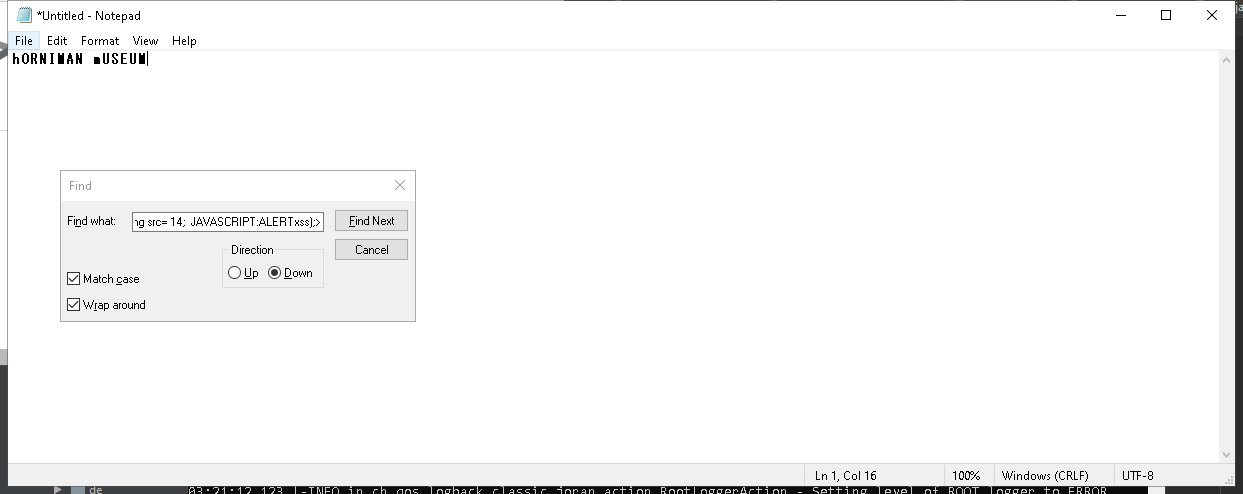 *Untitled - Notepad
File Edit Format View Help
hORNIMAN mUSEUM
Find
Find what: ng src= 14; JAVASCRIPT:ALERTxss);> Find Next
Direction Cancel
Up Down
Match case
Wrap around
Ln 1, Col 16 100% Windows (CRLF) UTF-8
de 03:21:12,123 |-INFO in ch.qos.logback.classic.joran.action.RootLoggerAction - Setting level of ROOT logger to ERROR